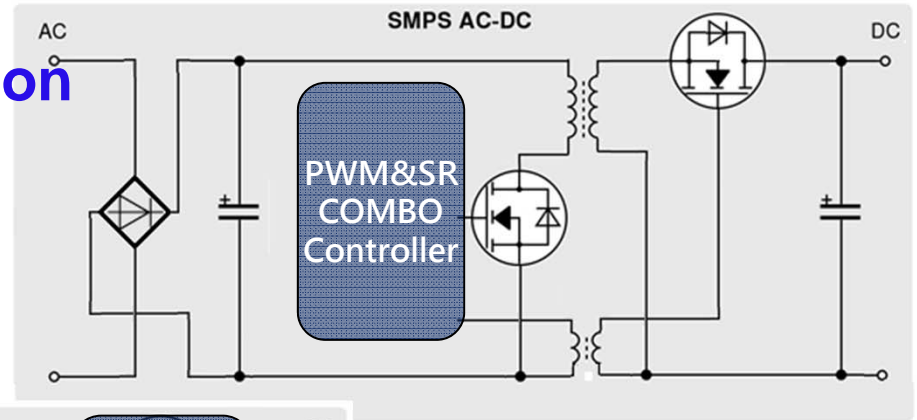 SMPS AC-DC
AC
DC
on
PWM&SR
COMBO
Controller
+
+